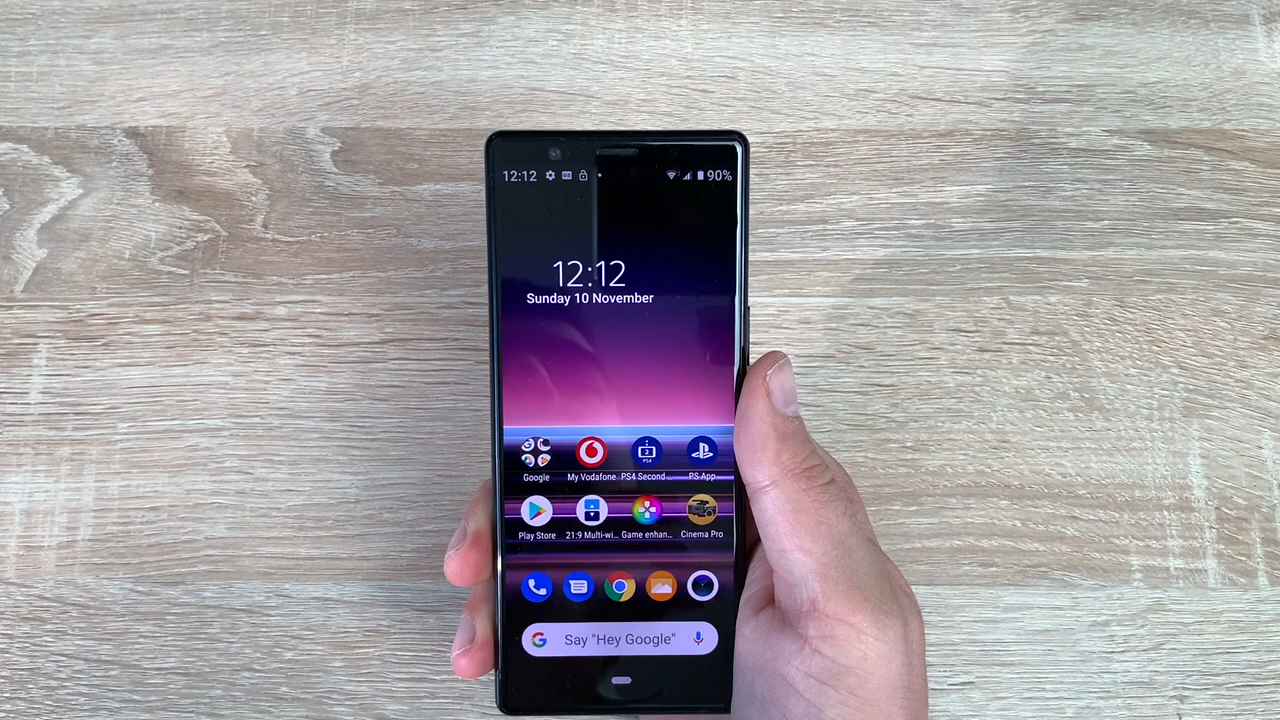 12:12 90%
12:12
Sunday 10 November
Google My Vodafone PS4 Second... PS App
Play Store 21:9 Multi-wi... Game enhan... Cinema Pro
Say "Hey Google"